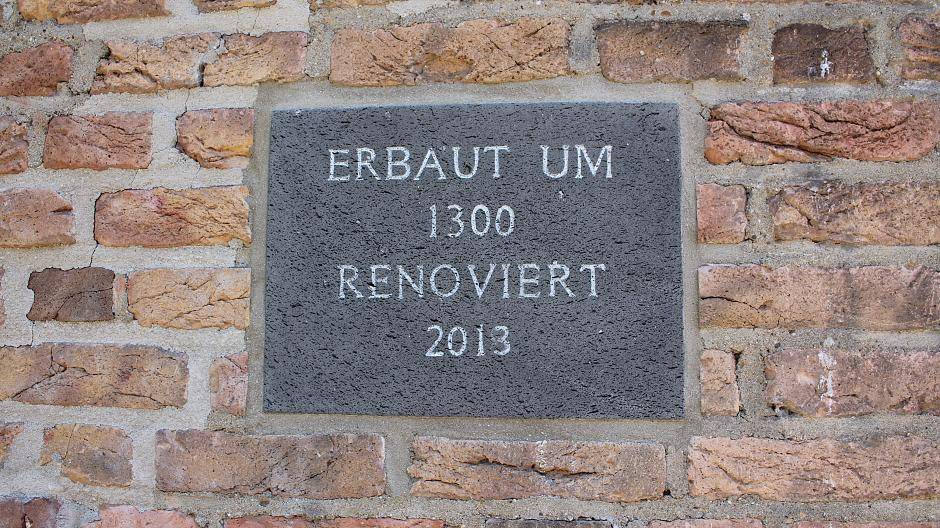 ERBAUT UM
1300
RENOVIERT
2013